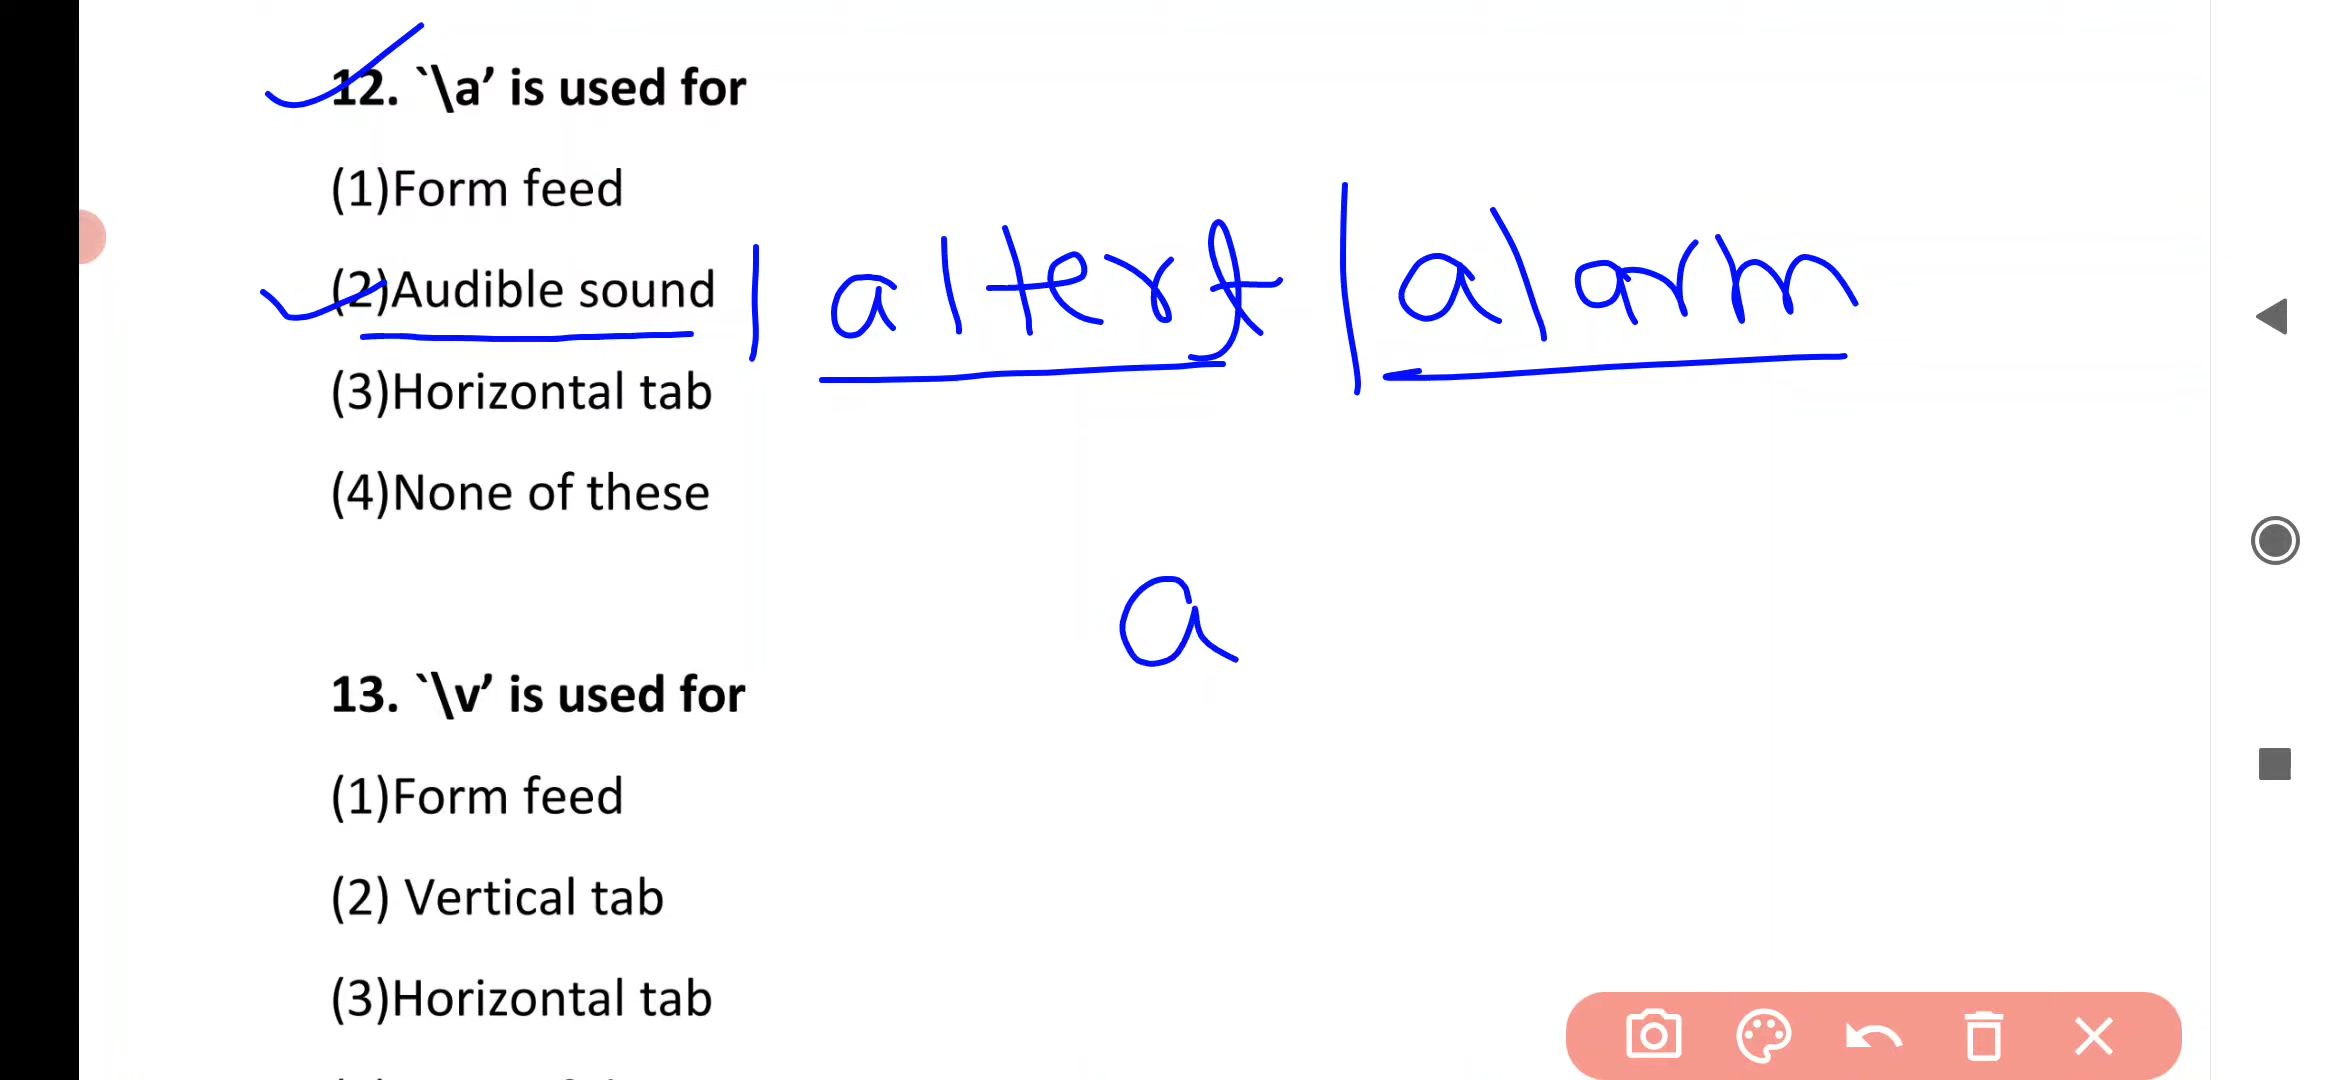 12. `\a’ is used for
(1)Form feed
(2)Audible sound | altert | alarm
(3)Horizontal tab
(4)None of these
a
13. `\v’ is used for
(1)Form feed
(2) Vertical tab
(3)Horizontal tab